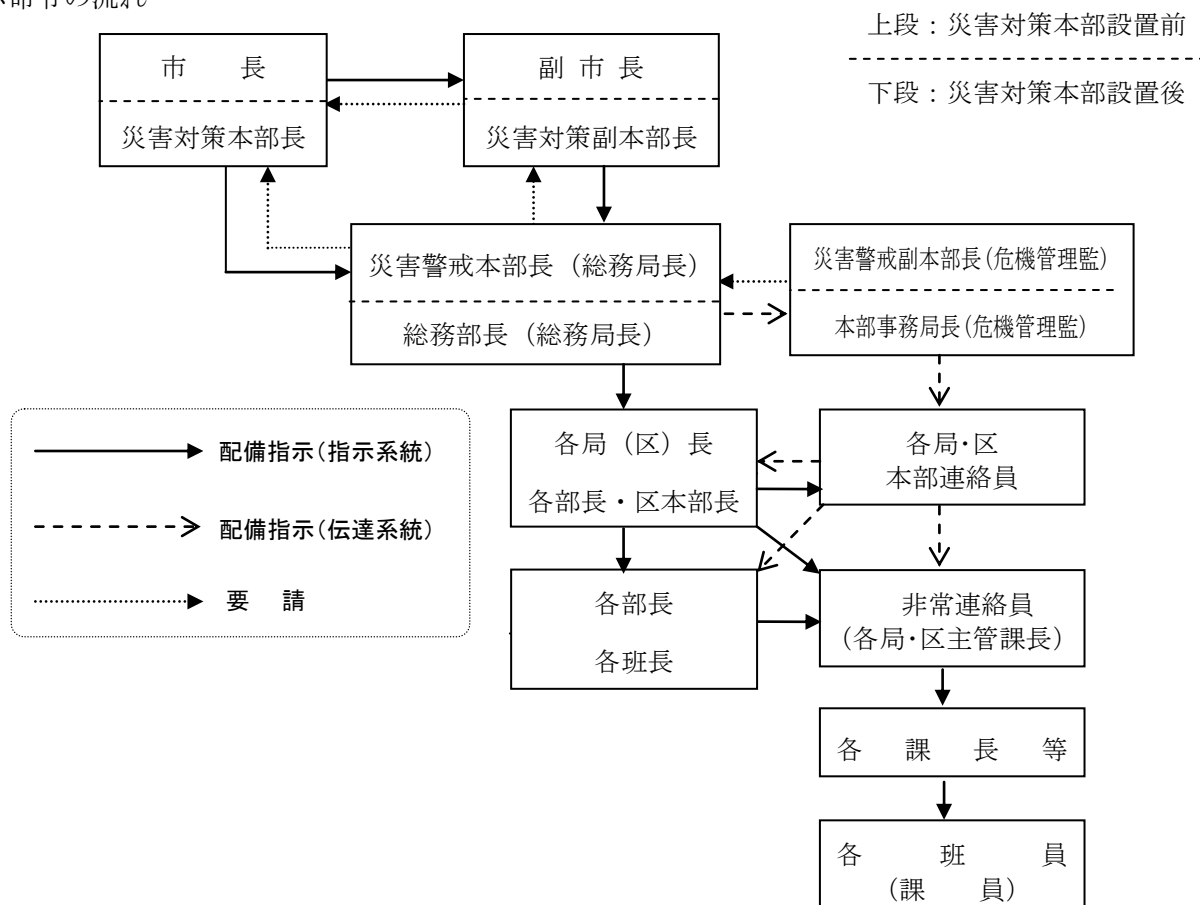 命令の流れ
上段：災害対策本部設置前
下段：災害対策本部設置後
市　　長
災害対策本部長
副 市 長
災害対策副本部長
災害警戒本部長（総務局長）
総務部長（総務局長）
災害警戒副本部長(危機管理監)
本部事務局長(危機管理監)
配備指示(指示系統)
配備指示(伝達系統)
要　請
各局（区）長
各部長・区本部長
各局・区
本部連絡員
各部長
各班長
非常連絡員
(各局・区主管課長)
各　課　長　等
各　　班　　員
(課　　員)